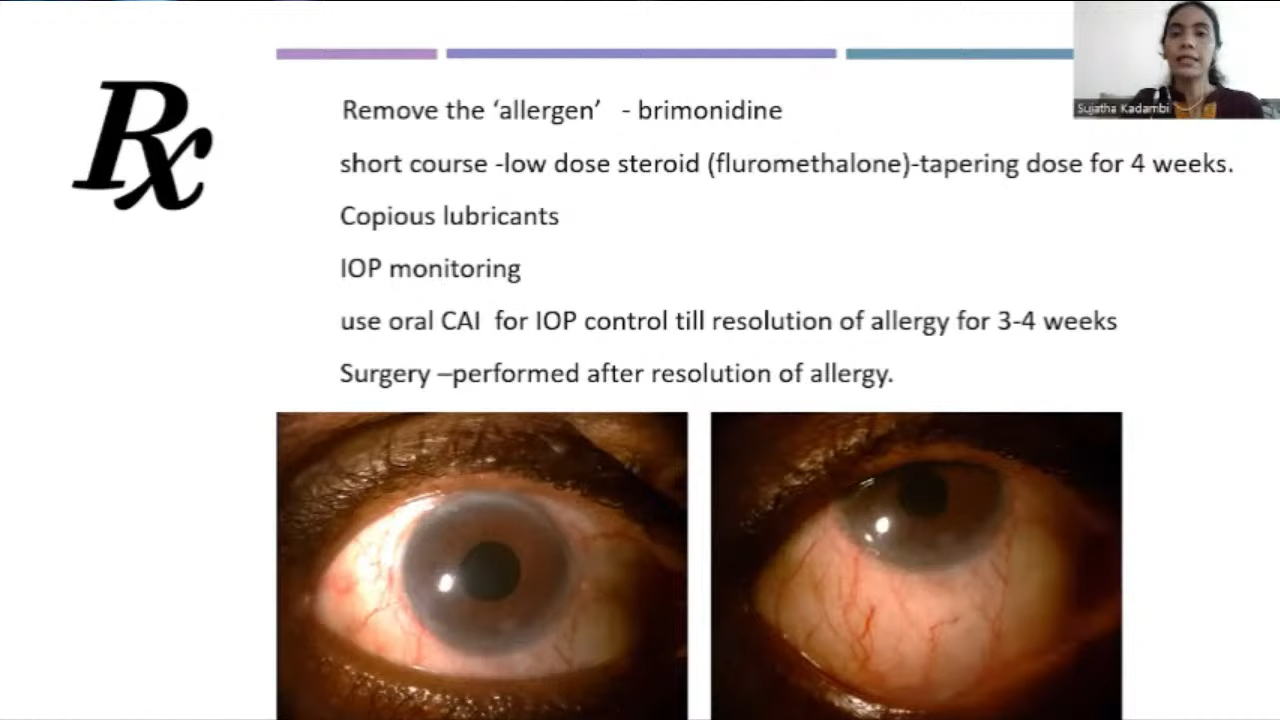 Rx
Remove the ‘allergen’ - brimonidine
short course -low dose steroid (fluromethalone)-tapering dose for 4 weeks.
Copious lubricants
IOP monitoring
use oral CAI for IOP control till resolution of allergy for 3-4 weeks
Surgery –performed after resolution of allergy.
Sujatha Kadambi